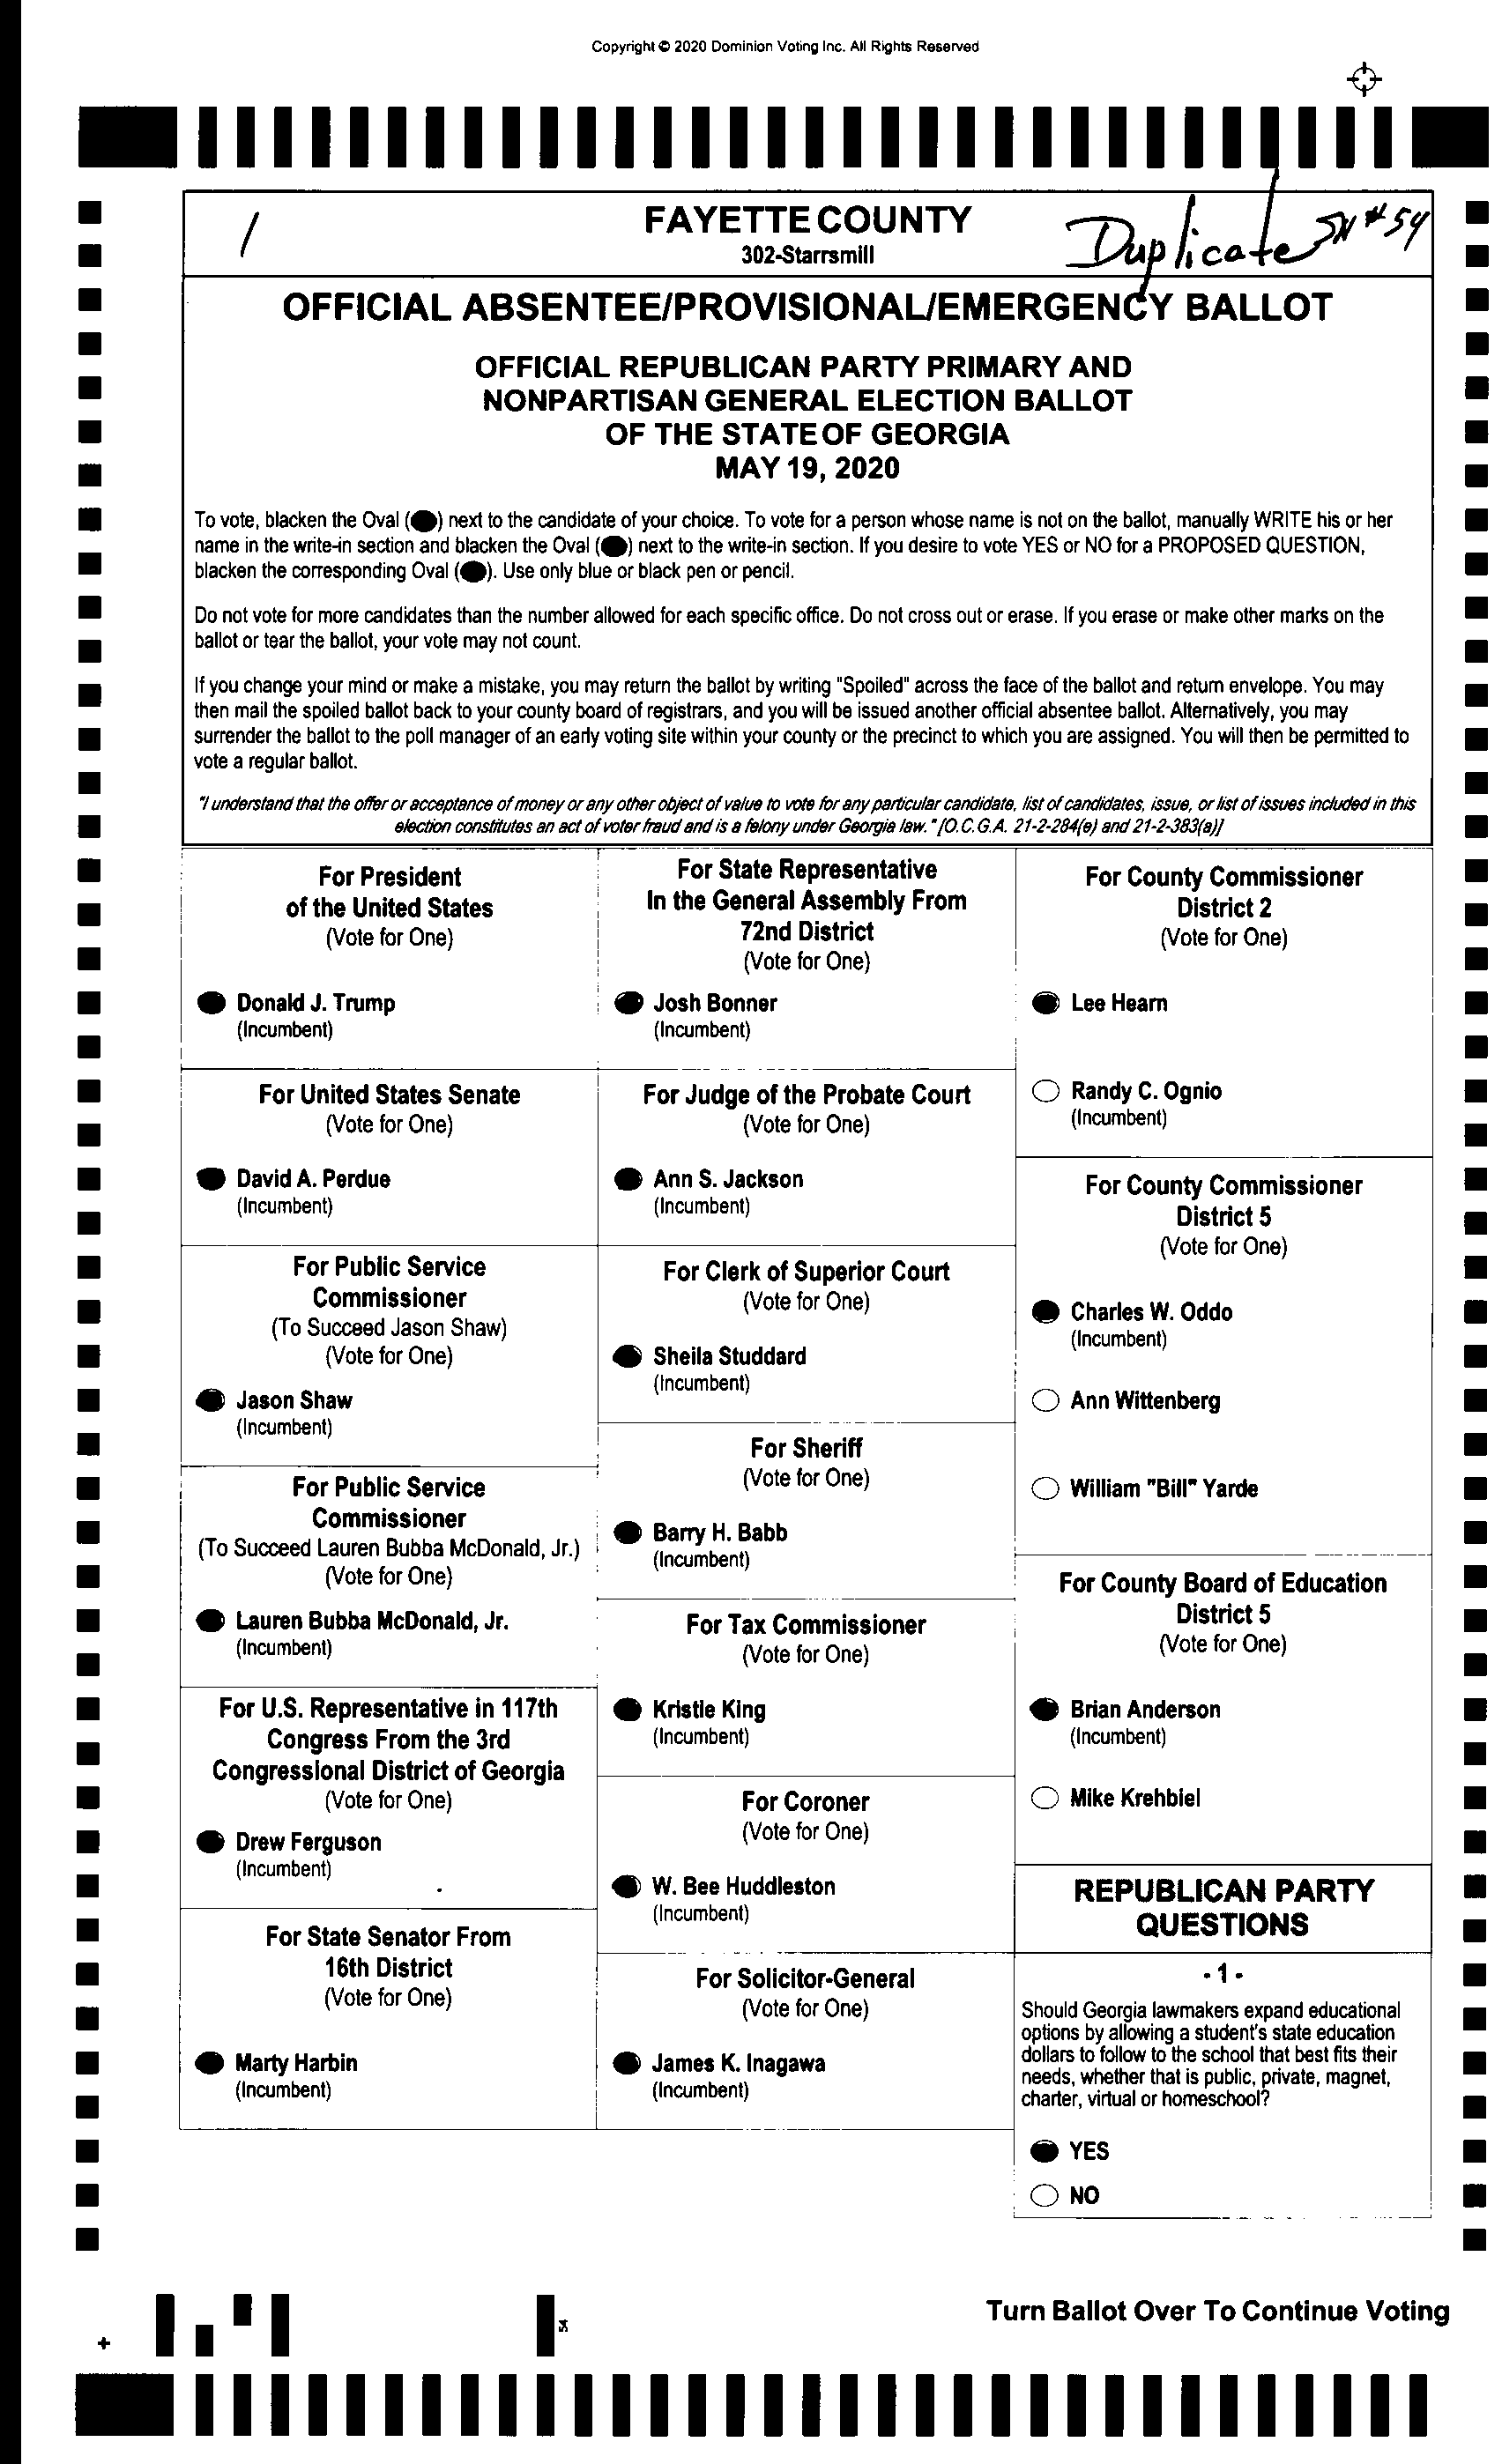 Copyright © 2020 Dominion Voting Inc. All Rights Reserved
/
FAYETTE COUNTY
302-Starrsmill
Duplicate SN #54
OFFICIAL ABSENTEE/PROVISIONAL/EMERGENCY BALLOT
OFFICIAL REPUBLICAN PARTY PRIMARY AND
NONPARTISAN GENERAL ELECTION BALLOT
OF THE STATE OF GEORGIA
MAY 19, 2020
To vote, blacken the Oval (●) next to the candidate of your choice. To vote for a person whose name is not on the ballot, manually WRITE his or her
name in the write-in section and blacken the Oval (●) next to the write-in section. If you desire to vote YES or NO for a PROPOSED QUESTION,
blacken the corresponding Oval (●). Use only blue or black pen or pencil.
Do not vote for more candidates than the number allowed for each specific office. Do not cross out or erase. If you erase or make other marks on the
ballot or tear the ballot, your vote may not count.
If you change your mind or make a mistake, you may return the ballot by writing "Spoiled" across the face of the ballot and return envelope. You may
then mail the spoiled ballot back to your county board of registrars, and you will be issued another official absentee ballot. Alternatively, you may
surrender the ballot to the poll manager of an early voting site within your county or the precinct to which you are assigned. You will then be permitted to
vote a regular ballot.
"I understand that the offer or acceptance of money or any other object of value to vote for any particular candidate, list of candidates, issue, or list of issues included in this
election constitutes an act of voter fraud and is a felony under Georgia law." [O.C.G.A. 21-2-284(e) and 21-2-383(a)]
For President
of the United States
(Vote for One)
Donald J. Trump
(Incumbent)
For United States Senate
(Vote for One)
David A. Perdue
(Incumbent)
For Public Service
Commissioner
(To Succeed Jason Shaw)
(Vote for One)
Jason Shaw
(Incumbent)
For Public Service
Commissioner
(To Succeed Lauren Bubba McDonald, Jr.)
(Vote for One)
Lauren Bubba McDonald, Jr.
(Incumbent)
For U.S. Representative in 117th
Congress From the 3rd
Congressional District of Georgia
(Vote for One)
Drew Ferguson
(Incumbent)
For State Senator From
16th District
(Vote for One)
Marty Harbin
(Incumbent)
For State Representative
In the General Assembly From
72nd District
(Vote for One)
Josh Bonner
(Incumbent)
For Judge of the Probate Court
(Vote for One)
Ann S. Jackson
(Incumbent)
For Clerk of Superior Court
(Vote for One)
Sheila Studdard
(Incumbent)
For Sheriff
(Vote for One)
Barry H. Babb
(Incumbent)
For Tax Commissioner
(Vote for One)
Kristie King
(Incumbent)
For Coroner
(Vote for One)
W. Bee Huddleston
(Incumbent)
For Solicitor-General
(Vote for One)
James K. Inagawa
(Incumbent)
For County Commissioner
District 2
(Vote for One)
Lee Hearn
Randy C. Ognio
(Incumbent)
For County Commissioner
District 5
(Vote for One)
Charles W. Oddo
(Incumbent)
Ann Wittenberg
William "Bill" Yarde
For County Board of Education
District 5
(Vote for One)
Brian Anderson
(Incumbent)
Mike Krehbiel
REPUBLICAN PARTY
QUESTIONS
- 1 -
Should Georgia lawmakers expand educational
options by allowing a student's state education
dollars to follow to the school that best fits their
needs, whether that is public, private, magnet,
charter, virtual or homeschool?
YES
NO
Turn Ballot Over To Continue Voting
+
54